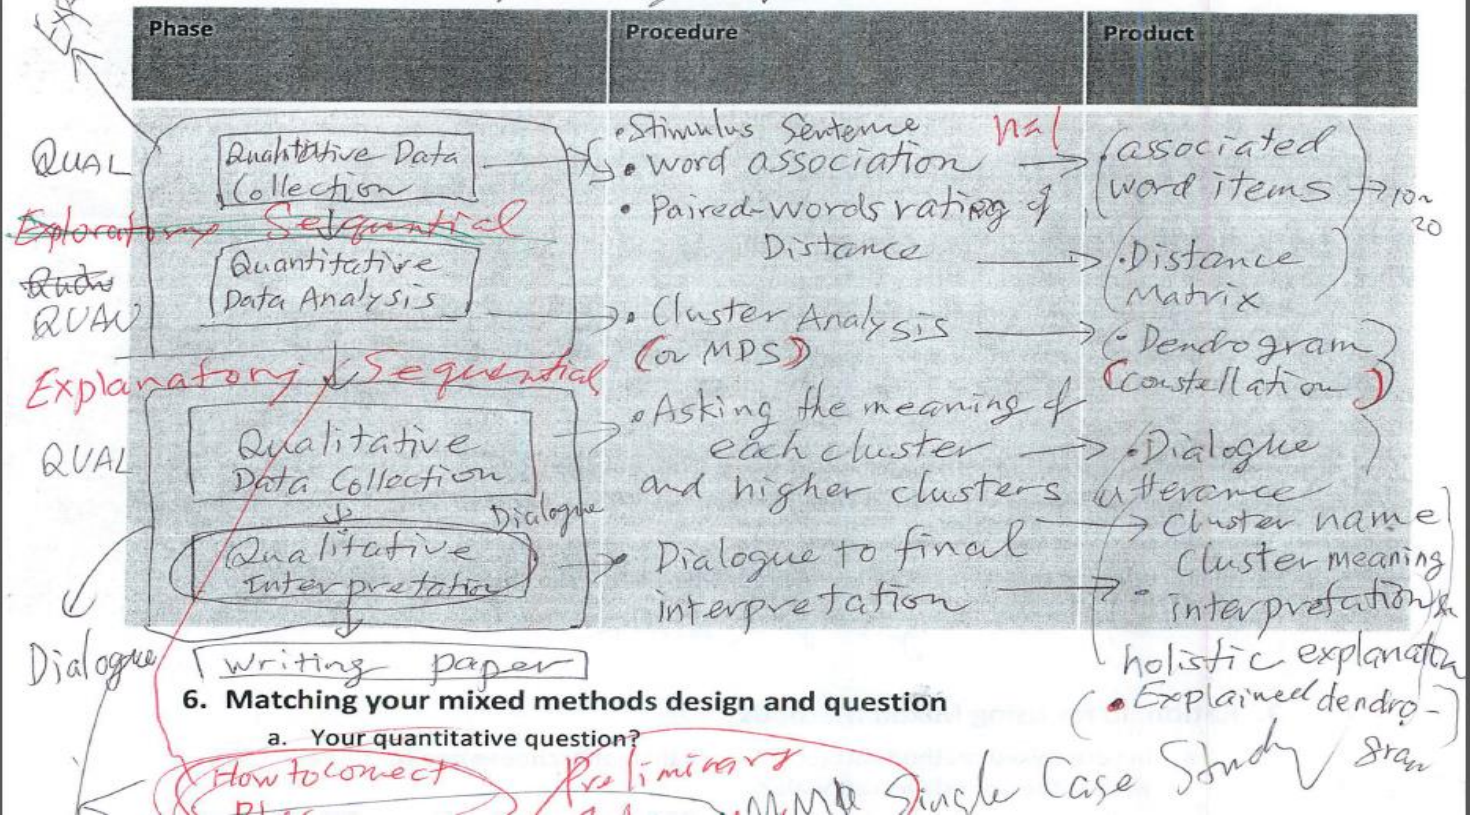 Phase Procedure Product
QUAL
Qualitative Data
Collection
• Stimulus Sentence
• word association
n=1
• associated
word items
→ 10~
20
Exploratory Sequential
• Paired-words rating of
Distance
• Distance
Matrix
Quantitative
Data Analysis
QUAN
• Cluster Analysis
(or MDS)
• Dendrogram
(constellation)
Explanatory Sequential
QUAL
Qualitative
Data Collection
• Asking the meaning of
each cluster
and higher clusters
• Dialogue
utterance
Dialogue
Qualitative
Interpretation
• Dialogue to final
interpretation
Cluster name
Cluster meaning
interpretation
holistic explanation
• Explained dendro-
gram
Dialogue
writing paper
6. Matching your mixed methods design and question
a. Your quantitative question?
How to connect
Preliminary
Single Case Study